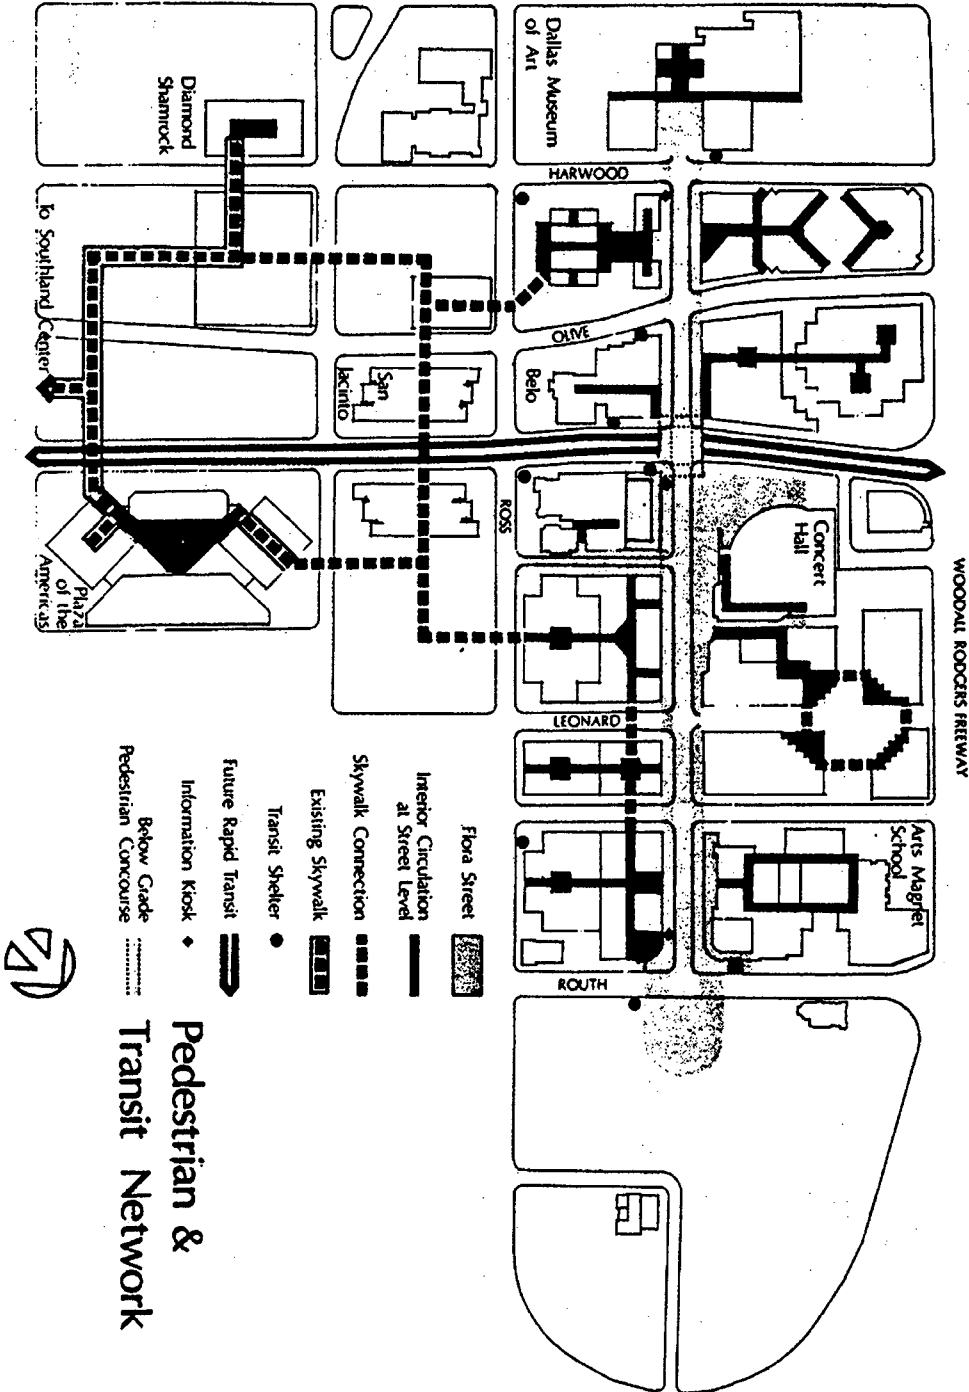 WOODALL RODGERS FREEWAY
Dallas Museum
of Art
HARWOOD
Diamond
Shamrock
To Southland Center
OLIVE
Belo
San
Jacinto
Concert
Hall
ROSS
Plaza
of the
Americas
LEONARD
Arts Magnet
School
ROUTH
Flora Street
Interior Circulation
at Street Level
Skywalk Connection
Existing Skywalk
Transit Shelter
Future Rapid Transit
Information Kiosk
Below Grade
Pedestrian Concourse
Pedestrian &
Transit Network